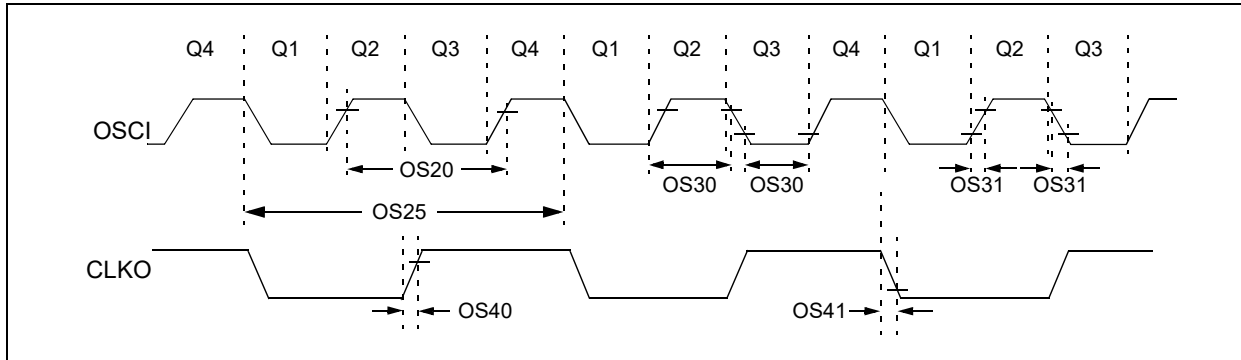 Q4 Q1 Q2 Q3 Q4 Q1 Q2 Q3 Q4 Q1 Q2 Q3
OSCI
OS20
OS30 OS30
OS31 OS31
OS25
CLKO
OS40
OS41